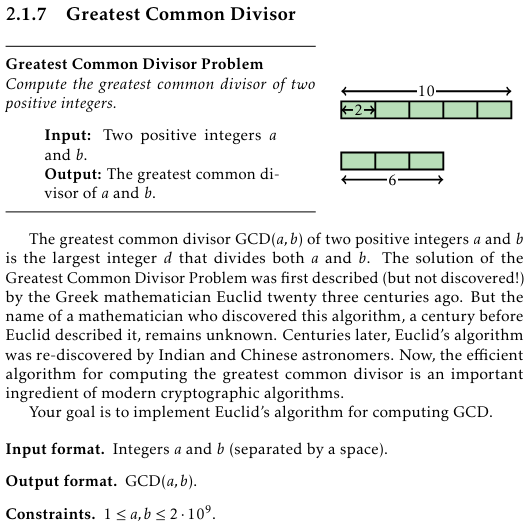 2.1.7 Greatest Common Divisor
Greatest Common Divisor Problem
Compute the greatest common divisor of two
positive integers.
Input: Two positive integers a
and b.
Output: The greatest common di-
visor of a and b.
10
2
6
The greatest common divisor GCD(a,b) of two positive integers a and b
is the largest integer d that divides both a and b. The solution of the
Greatest Common Divisor Problem was first described (but not discovered!)
by the Greek mathematician Euclid twenty three centuries ago. But the
name of a mathematician who discovered this algorithm, a century before
Euclid described it, remains unknown. Centuries later, Euclid's algorithm
was re-discovered by Indian and Chinese astronomers. Now, the efficient
algorithm for computing the greatest common divisor is an important
ingredient of modern cryptographic algorithms.
Your goal is to implement Euclid's algorithm for computing GCD.
Input format. Integers a and b (separated by a space).
Output format. GCD(a,b).
Constraints. 1 ≤ a,b ≤ 2·10⁹.